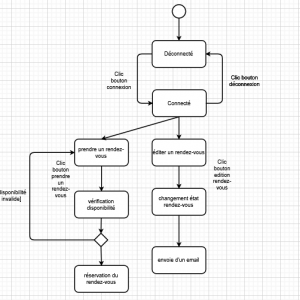 Déconnecté
Clic
bouton
connexion
Clic bouton
déconnexion
Connecté
prendre un rendez-
vous
éditer un rendez-vous
Clic
bouton
prendre
un
rendez-
vous
Clic
bouton
edition
rendez-
vous
disponibilité
invalide]
vérification
disponibilité
changement état
rendez-vous
envoie d'un email
réservation du
rendez-vous